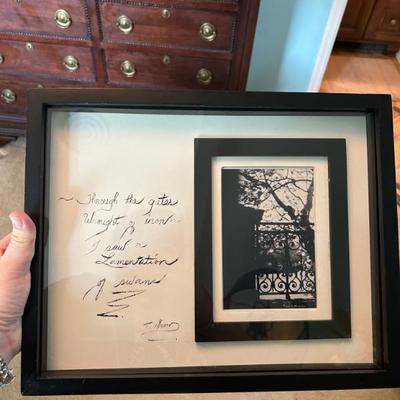 ~ Through the gates
Wrought of iron ~
I saw a
Lamentation
of swans